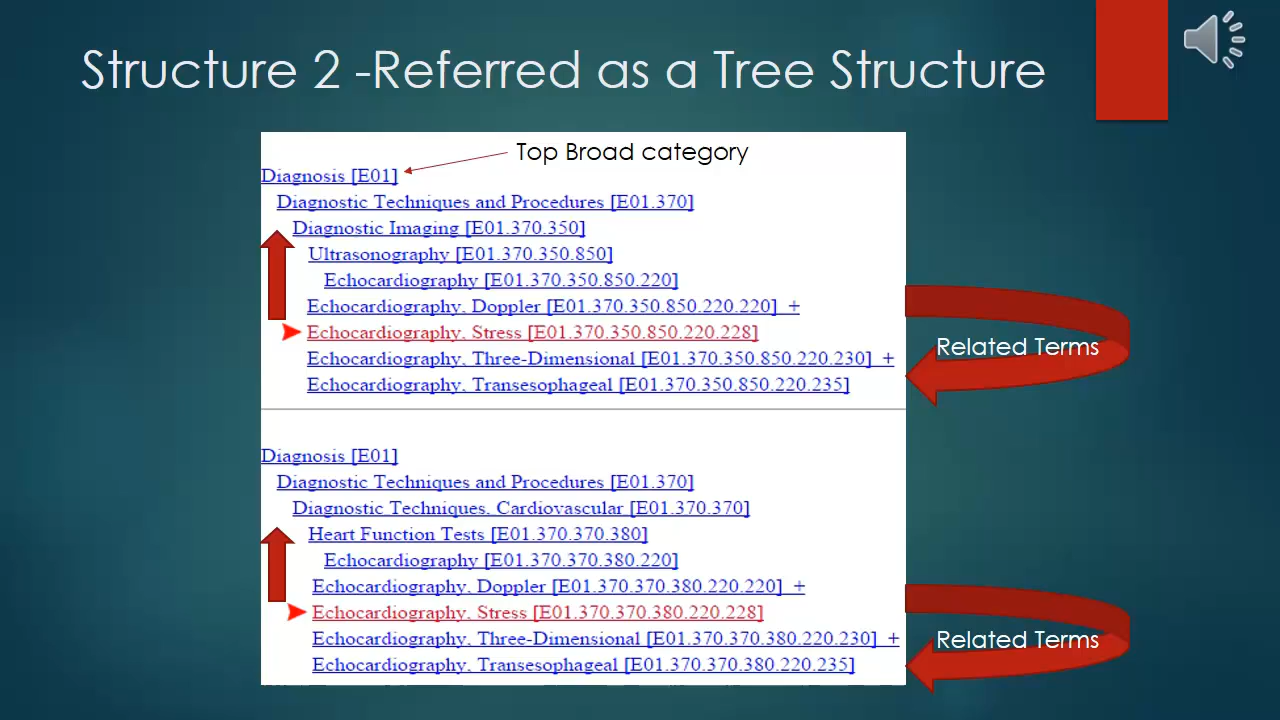 Structure 2 -Referred as a Tree Structure
Top Broad category
Diagnosis [E01]
Diagnostic Techniques and Procedures [E01.370]
Diagnostic Imaging [E01.370.350]
Ultrasonography [E01.370.350.850]
Echocardiography [E01.370.350.850.220]
Echocardiography, Doppler [E01.370.350.850.220.220] +
Echocardiography, Stress [E01.370.350.850.220.228]
Echocardiography, Three-Dimensional [E01.370.350.850.220.230] +
Echocardiography, Transesophageal [E01.370.350.850.220.235]
Related Terms
Diagnosis [E01]
Diagnostic Techniques and Procedures [E01.370]
Diagnostic Techniques, Cardiovascular [E01.370.370]
Heart Function Tests [E01.370.370.380]
Echocardiography [E01.370.370.380.220]
Echocardiography, Doppler [E01.370.370.380.220.220] +
Echocardiography, Stress [E01.370.370.380.220.228]
Echocardiography, Three-Dimensional [E01.370.370.380.220.230] +
Echocardiography, Transesophageal [E01.370.370.380.220.235]
Related Terms